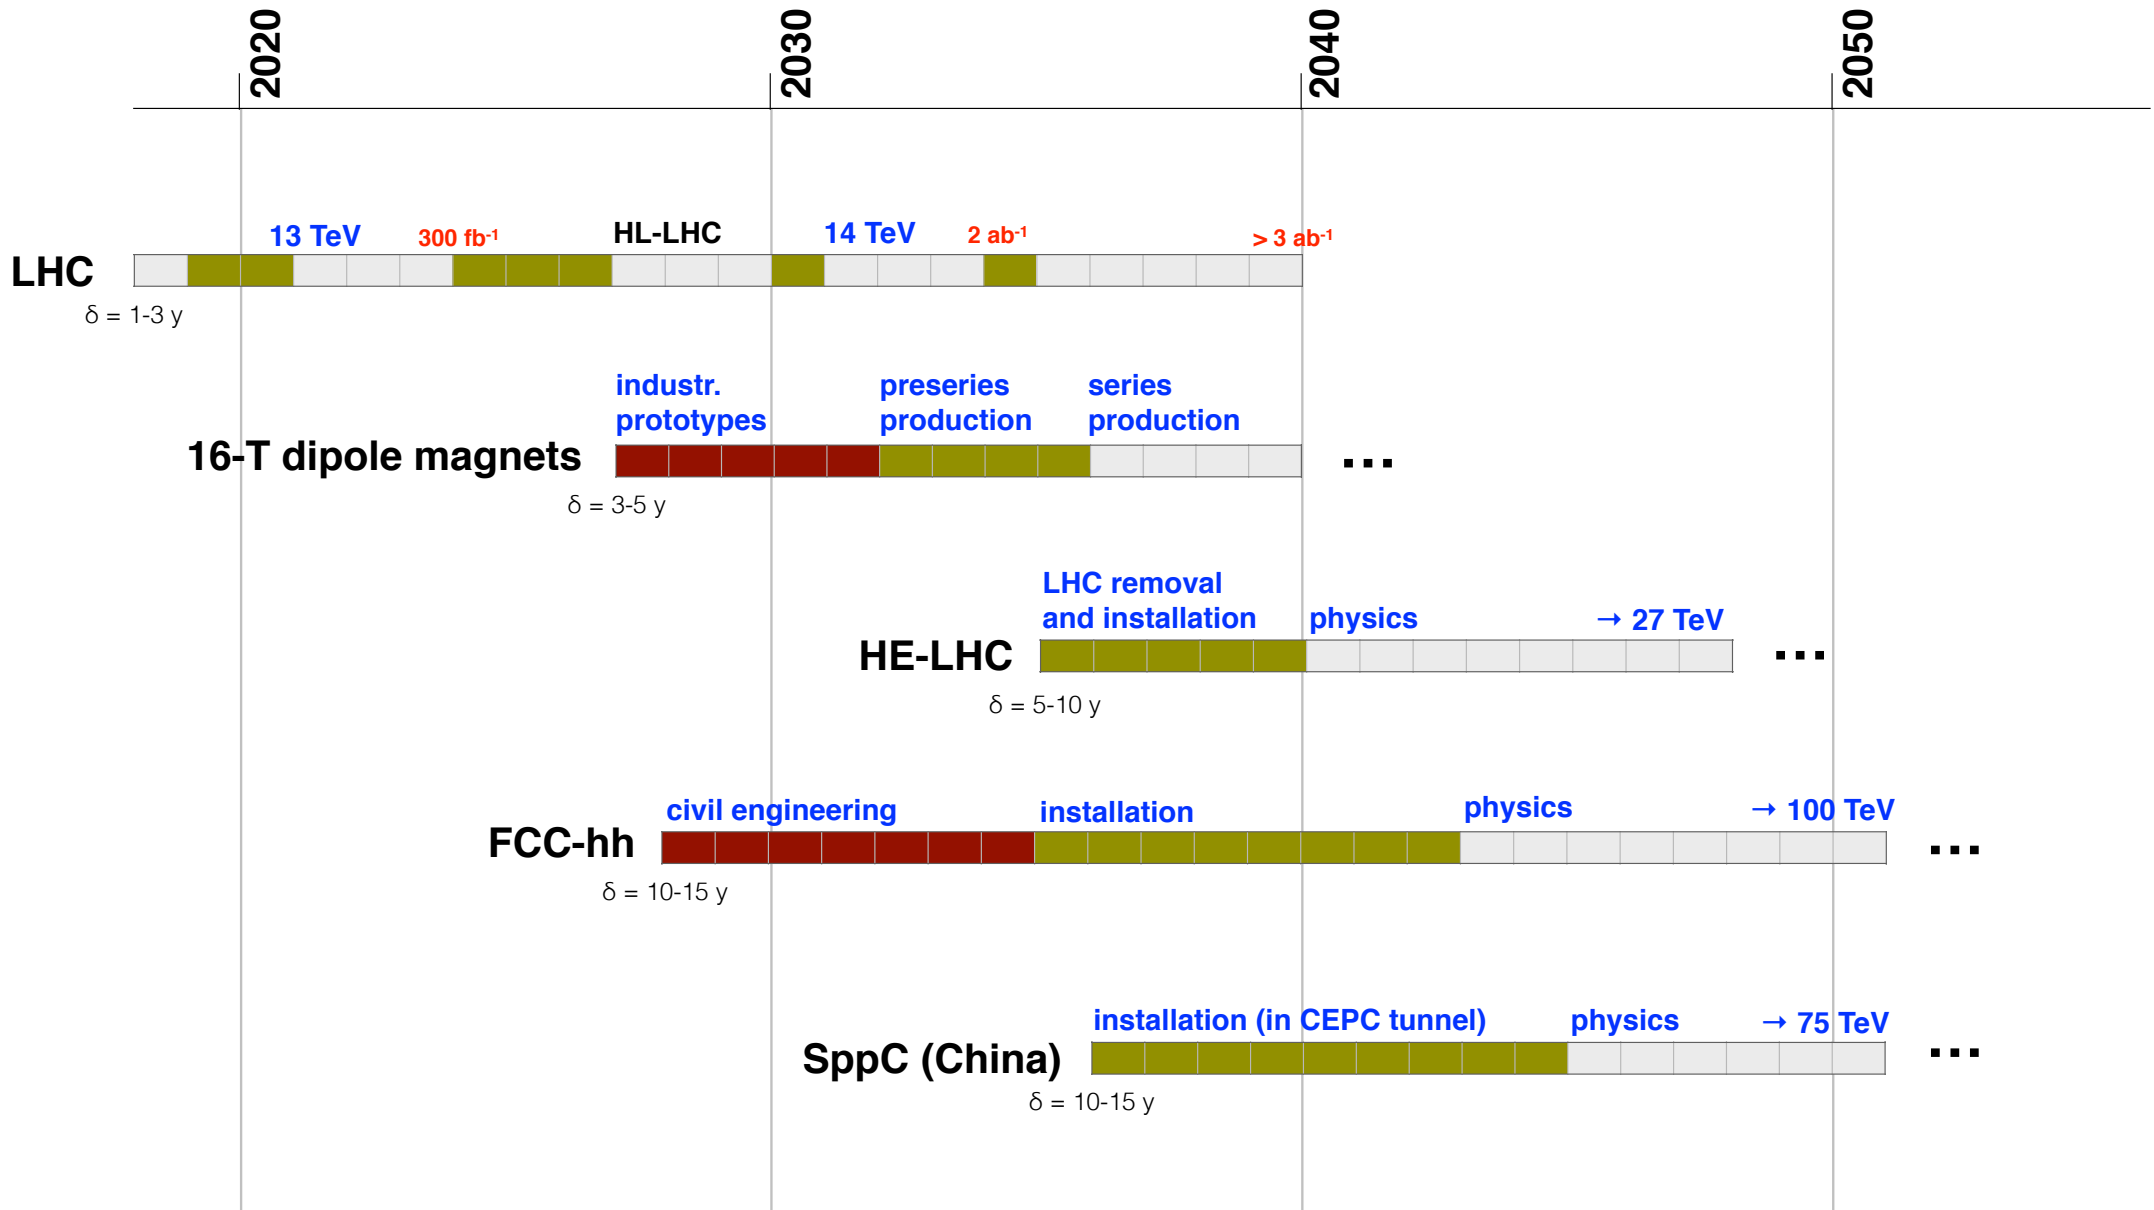 2020
2030
2040
2050
13 TeV
300 fb⁻¹
HL-LHC
14 TeV
2 ab⁻¹
> 3 ab⁻¹
LHC
δ = 1-3 y
industr.
prototypes
preseries
production
series
production
16-T dipole magnets
...
δ = 3-5 y
LHC removal
and installation
physics
→ 27 TeV
HE-LHC
...
δ = 5-10 y
civil engineering
installation
physics
→ 100 TeV
FCC-hh
...
δ = 10-15 y
installation (in CEPC tunnel)
physics
→ 75 TeV
SppC (China)
...
δ = 10-15 y